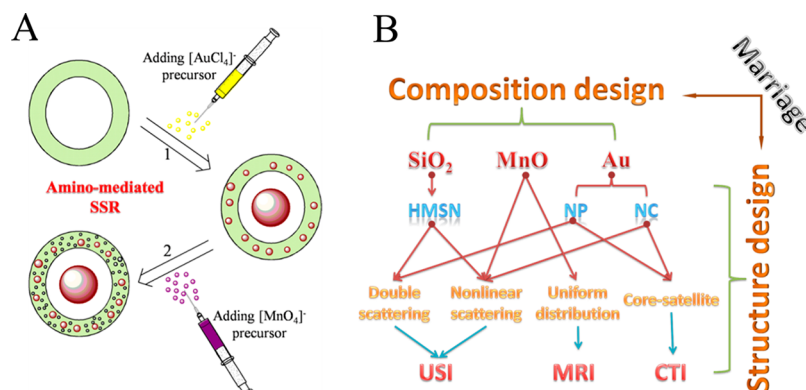 A
Adding [AuCl₄]⁻
precursor
1
Amino-mediated
SSR
2
Adding [MnO₄]⁻
precursor
B
Marriage
Composition design
SiO₂ MnO Au
HMSN NP NC
Double
scattering
Nonlinear
scattering
Uniform
distribution
Core-satellite
USI MRI CTI
Structure design